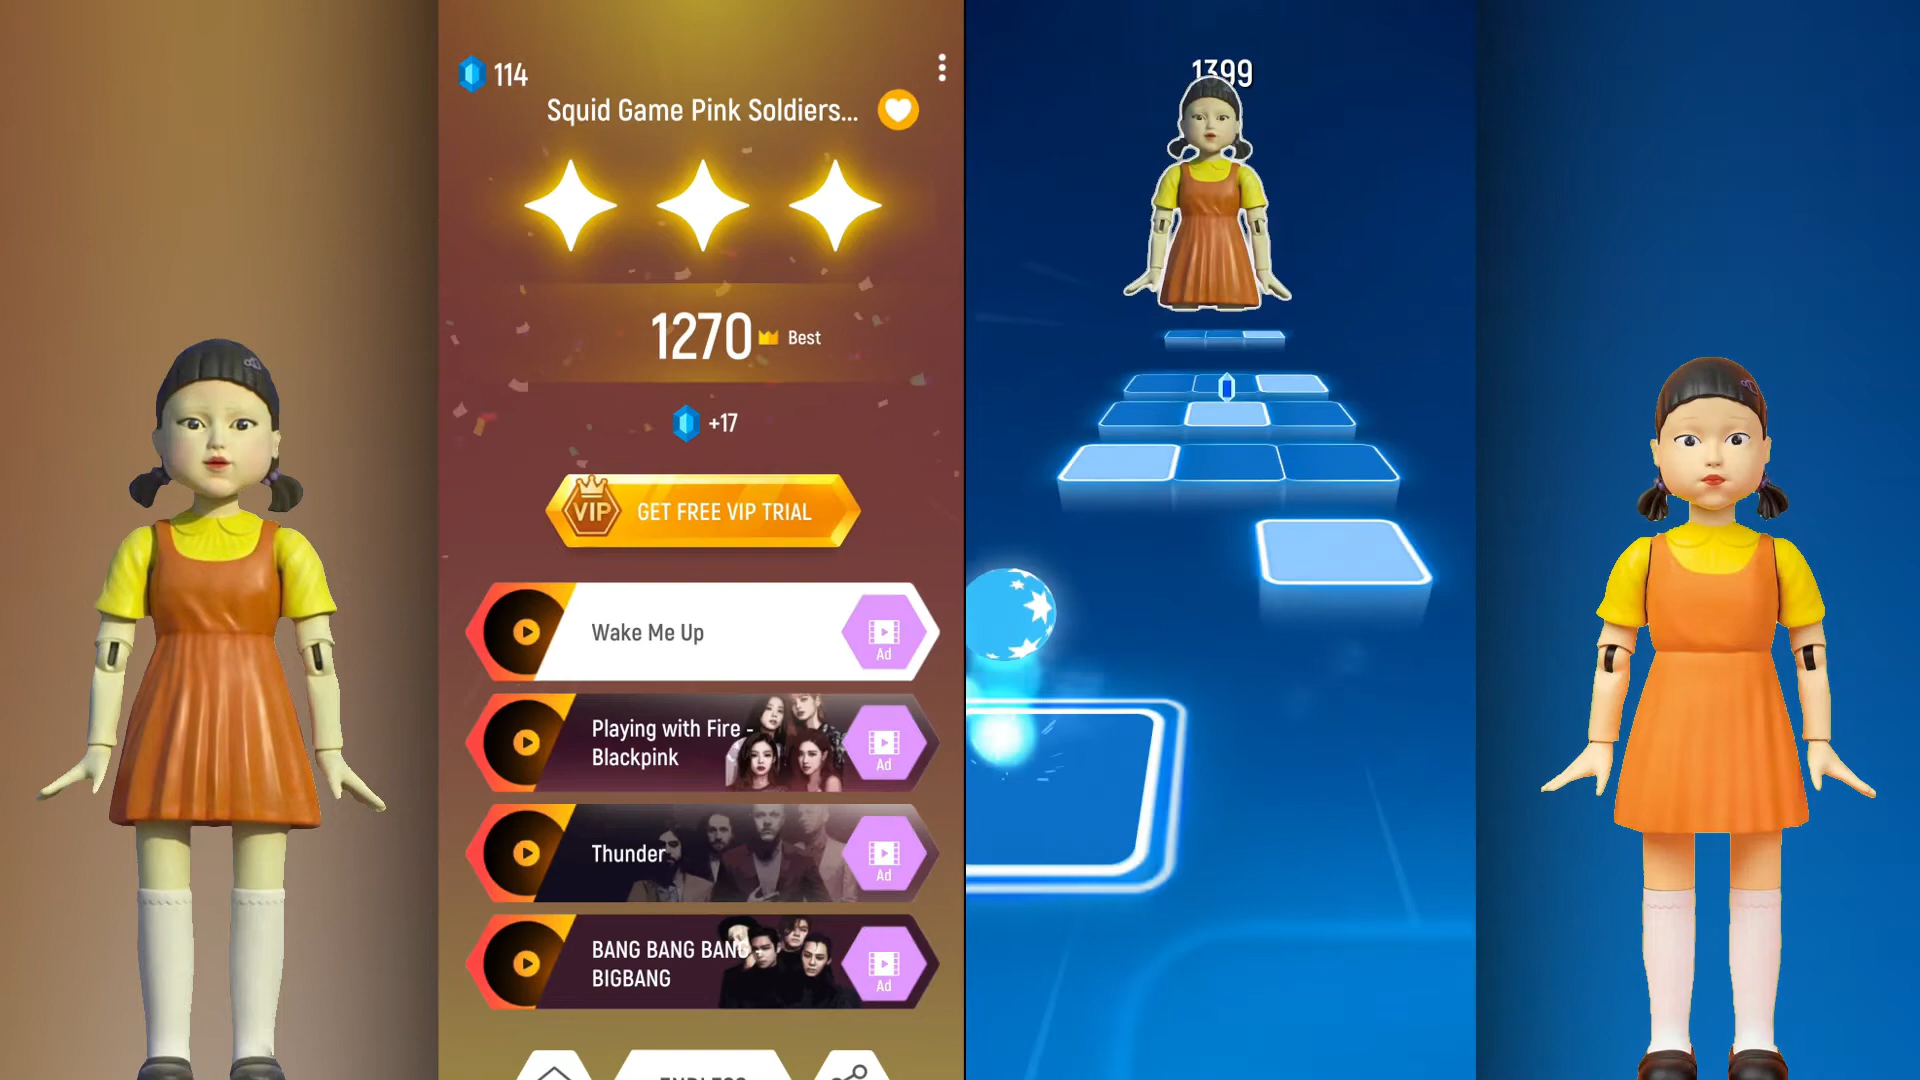 114
Squid Game Pink Soldiers...
1270
Best
+17
VIP
GET FREE VIP TRIAL
Wake Me Up
Ad
Playing with Fire -
Blackpink
Ad
Thunder
Ad
BANG BANG BANG
BIGBANG
Ad
ENDLESS
1399